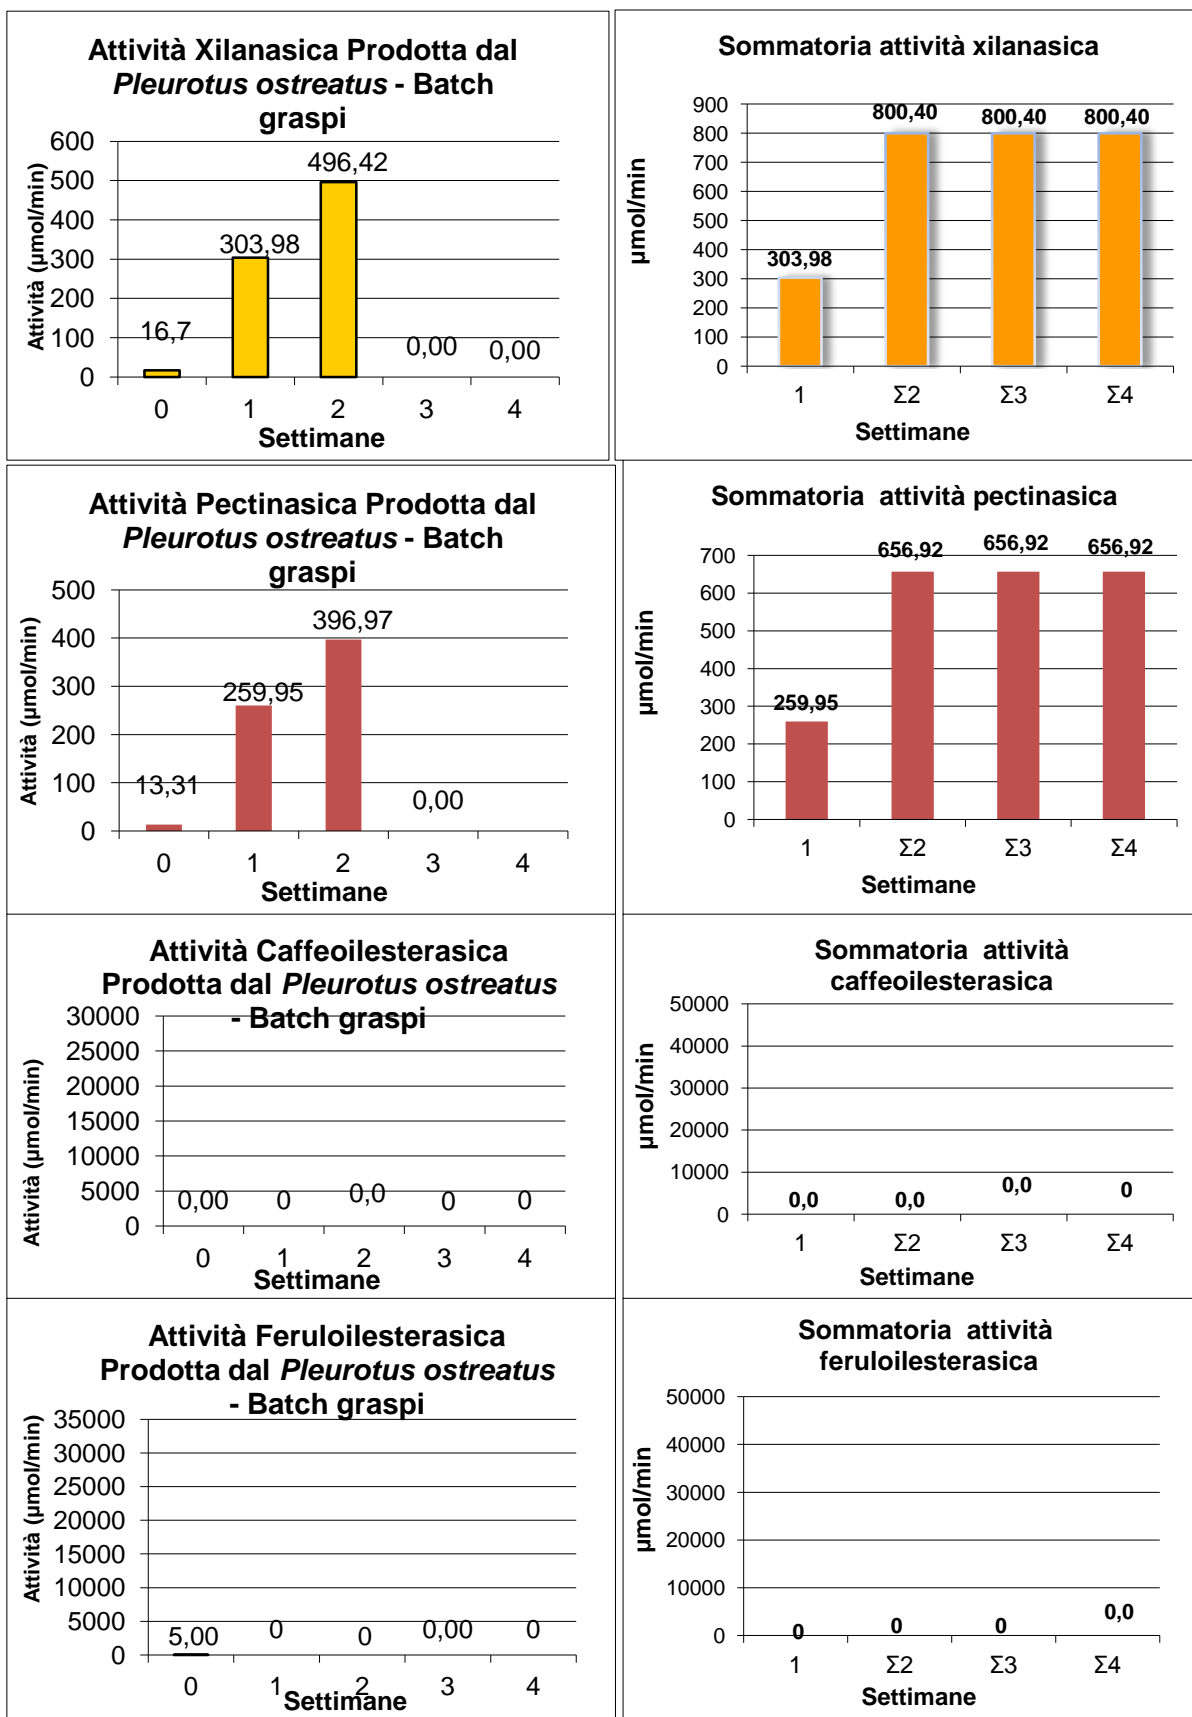 Attività Xilanasica Prodotta dal
Pleurotus ostreatus - Batch
graspi
Attività (µmol/min)
600
500
400
300
200
100
0
16,7
303,98
496,42
0,00
0,00
0
1
2
3
4
Settimane
Sommatoria attività xilanasica
µmol/min
900
800
700
600
500
400
300
200
100
0
303,98
800,40
800,40
800,40
1
Σ2
Σ3
Σ4
Settimane
Attività Pectinasica Prodotta dal
Pleurotus ostreatus - Batch
graspi
Attività (µmol/min)
500
400
300
200
100
0
13,31
259,95
396,97
0,00
0
1
2
3
4
Settimane
Sommatoria attività pectinasica
µmol/min
700
600
500
400
300
200
100
0
259,95
656,92
656,92
656,92
1
Σ2
Σ3
Σ4
Settimane
Attività Caffeoilesterasica
Prodotta dal Pleurotus ostreatus
- Batch graspi
Attività (µmol/min)
30000
25000
20000
15000
10000
5000
0
0,00
0
0,0
0
0
0
1
2
3
4
Settimane
Sommatoria attività
caffeoilesterasica
µmol/min
50000
40000
30000
20000
10000
0
0,0
0,0
0,0
0
1
Σ2
Σ3
Σ4
Settimane
Attività Feruloilesterasica
Prodotta dal Pleurotus ostreatus
- Batch graspi
Attività (µmol/min)
35000
30000
25000
20000
15000
10000
5000
0
5,00
0
0
0,00
0
0
1
2
3
4
Settimane
Sommatoria attività
feruloilesterasica
µmol/min
50000
40000
30000
20000
10000
0
0
0
0
0,0
1
Σ2
Σ3
Σ4
Settimane